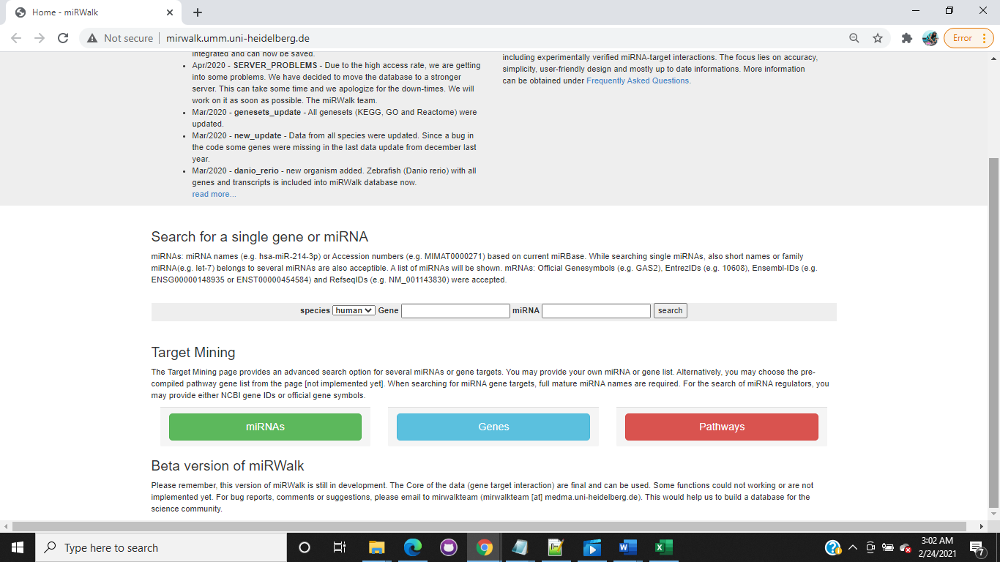 Home - miRWalk
Not secure
mirwalk.umm.uni-heidelberg.de
Error
integrated and can now be saved.
Apr/2020 - SERVER_PROBLEMS - Due to the high access rate, we are getting
into some problems. We have decided to move the database to a stronger
server. This can take some time and we apologize for the down-times. We will
work on it as soon as possible. The miRWalk team.
Mar/2020 - genesets_update - All genesets (KEGG, GO and Reactome) were
updated.
Mar/2020 - new_update - Data from all species were updated. Since a bug in
the code some genes were missing in the last data update from december last
year.
Mar/2020 - danio_rerio - new organism added. Zebrafish (Danio rerio) with all
genes and transcripts is included into miRWalk database now.
read more...
including experimentally verified miRNA-target interactions. The focus lies on accuracy,
simplicity, user-friendly design and mostly up to date informations. More information
can be obtained under Frequently Asked Questions.
Search for a single gene or miRNA
miRNAs: miRNA names (e.g. hsa-miR-214-3p) or Accession numbers (e.g. MIMAT0000271) based on current miRBase. While searching single miRNAs, also short names or family
miRNA(e.g. let-7) belongs to several miRNAs are also acceptible. A list of miRNAs will be shown. mRNAs: Official Genesymbols (e.g. GAS2), EntrezIDs (e.g. 10608), Ensembl-IDs (e.g.
ENSG00000148935 or ENST00000454584) and RefseqIDs (e.g. NM_001143830) were accepted.
species human Gene miRNA search
Target Mining
The Target Mining page provides an advanced search option for several miRNAs or gene targets. You may provide your own miRNA or gene list. Alternatively, you may choose the pre-
compiled pathway gene list from the page [not implemented yet]. When searching for miRNA gene targets, full mature miRNA names are required. For the search of miRNA regulators, you
may provide either NCBI gene IDs or official gene symbols.
miRNAs
Genes
Pathways
Beta version of miRWalk
Please remember, this version of miRWalk is still in development. The Core of the data (gene target interaction) are final and can be used. Some functions could not working or are not
implemented yet. For bug reports, comments or suggestions, please email to mirwalkteam (mirwalkteam [at] medma.uni-heidelberg.de). This would help us to build a database for the
science community.
Type here to search
3:02 AM
2/24/2021
7